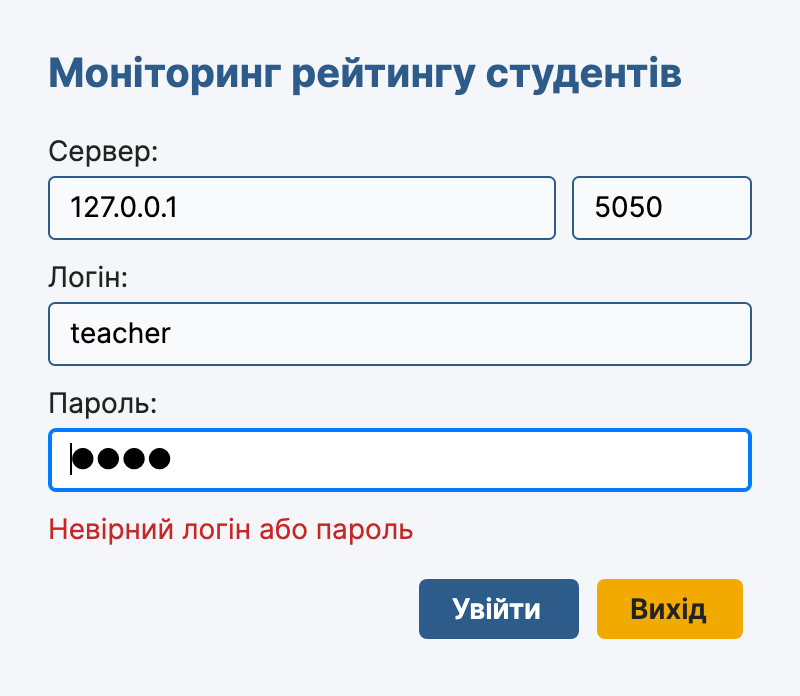 Моніторинг рейтингу студентів
Сервер:
127.0.0.1 5050
Логін:
teacher
Пароль:
●●●●
Невірний логін або пароль
Увійти Вихід